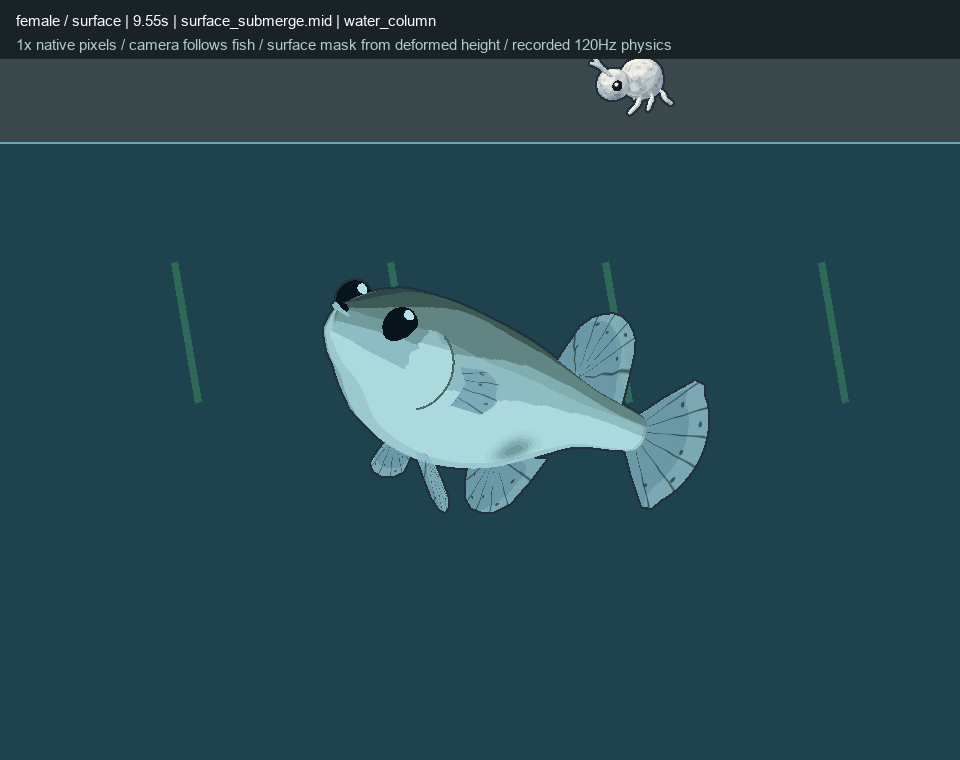 female / surface | 9.55s | surface_submerge.mid | water_column
1x native pixels / camera follows fish / surface mask from deformed height / recorded 120Hz physics